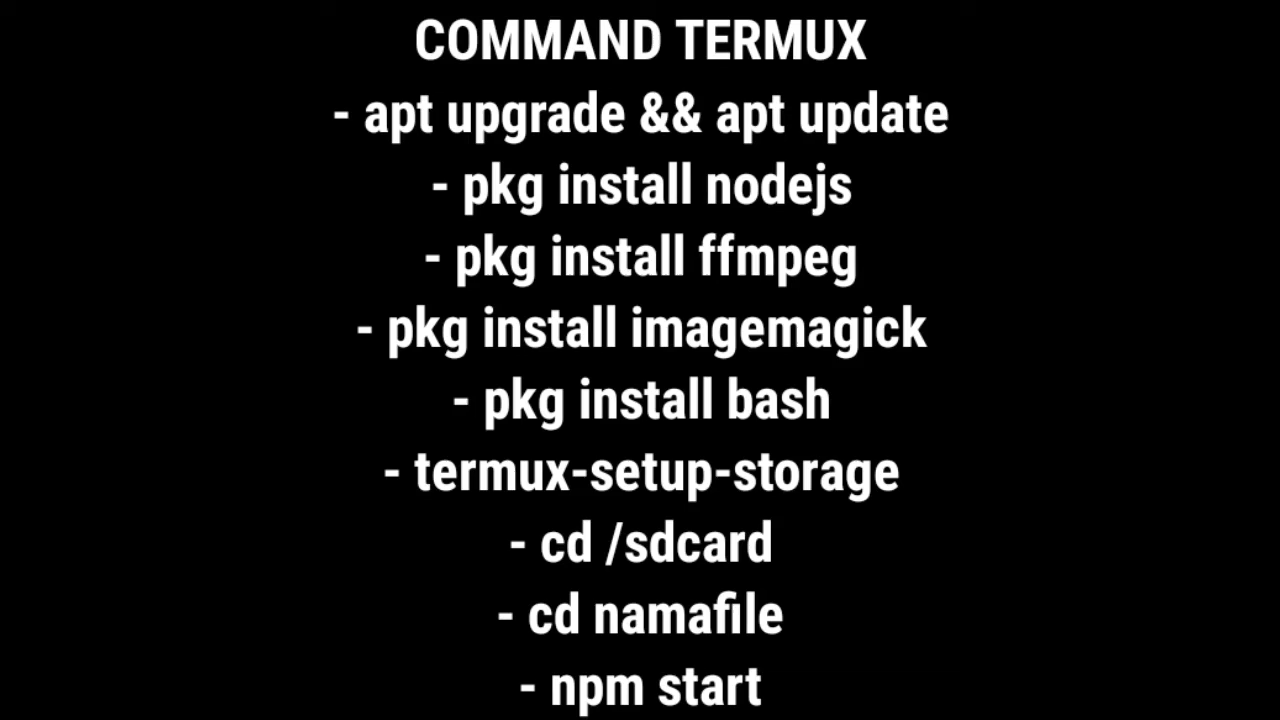 COMMAND TERMUX
- apt upgrade && apt update
- pkg install nodejs
- pkg install ffmpeg
- pkg install imagemagick
- pkg install bash
- termux-setup-storage
- cd /sdcard
- cd namafile
- npm start